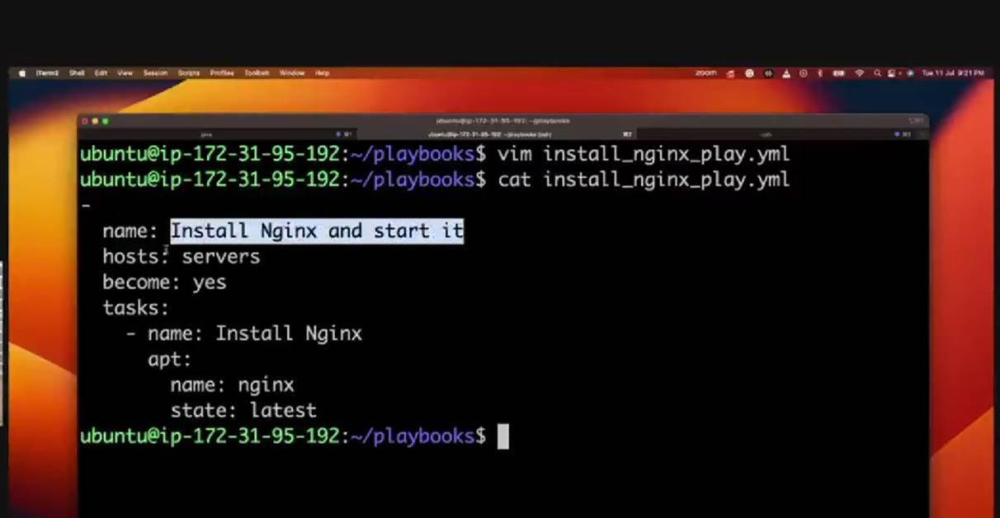 iTerm2 Shell Edit View Session Scripts Profiles Toolbelt Window Help zoom Tue 11 Jul 9:21 PM
ubuntu@ip-172-31-95-192: ~/playbooks
ubuntu@ip-172-31-95-192: ~/playbooks (ssh)
ubuntu@ip-172-31-95-192:~/playbooks$ vim install_nginx_play.yml
ubuntu@ip-172-31-95-192:~/playbooks$ cat install_nginx_play.yml
-
name: Install Nginx and start it
hosts: servers
become: yes
tasks:
- name: Install Nginx
apt:
name: nginx
state: latest
ubuntu@ip-172-31-95-192:~/playbooks$